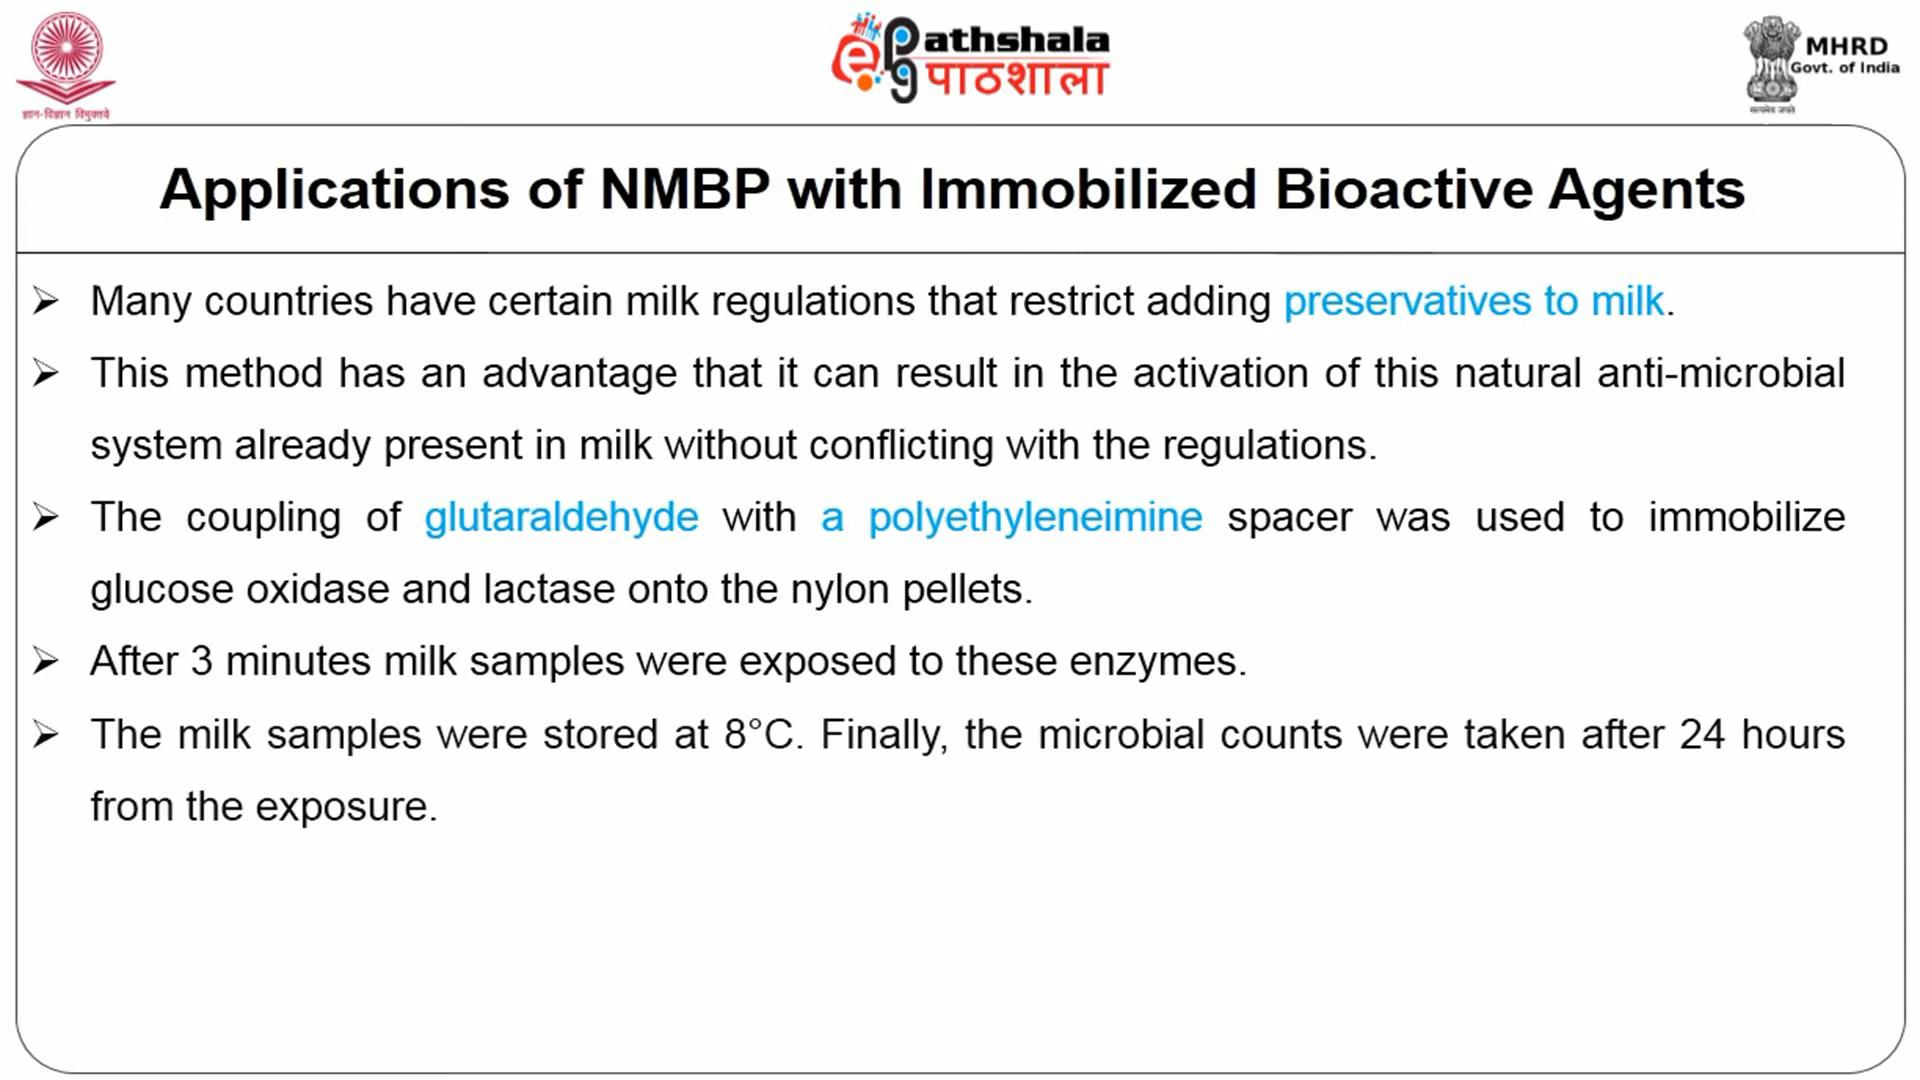 ज्ञान-विज्ञान विमुक्तये
ePg Pathshala
पाठशाला
MHRD
Govt. of India
सत्यमेव जयते
Applications of NMBP with Immobilized Bioactive Agents
➢ Many countries have certain milk regulations that restrict adding preservatives to milk.
➢ This method has an advantage that it can result in the activation of this natural anti-microbial
system already present in milk without conflicting with the regulations.
➢ The coupling of glutaraldehyde with a polyethyleneimine spacer was used to immobilize
glucose oxidase and lactase onto the nylon pellets.
➢ After 3 minutes milk samples were exposed to these enzymes.
➢ The milk samples were stored at 8°C. Finally, the microbial counts were taken after 24 hours
from the exposure.